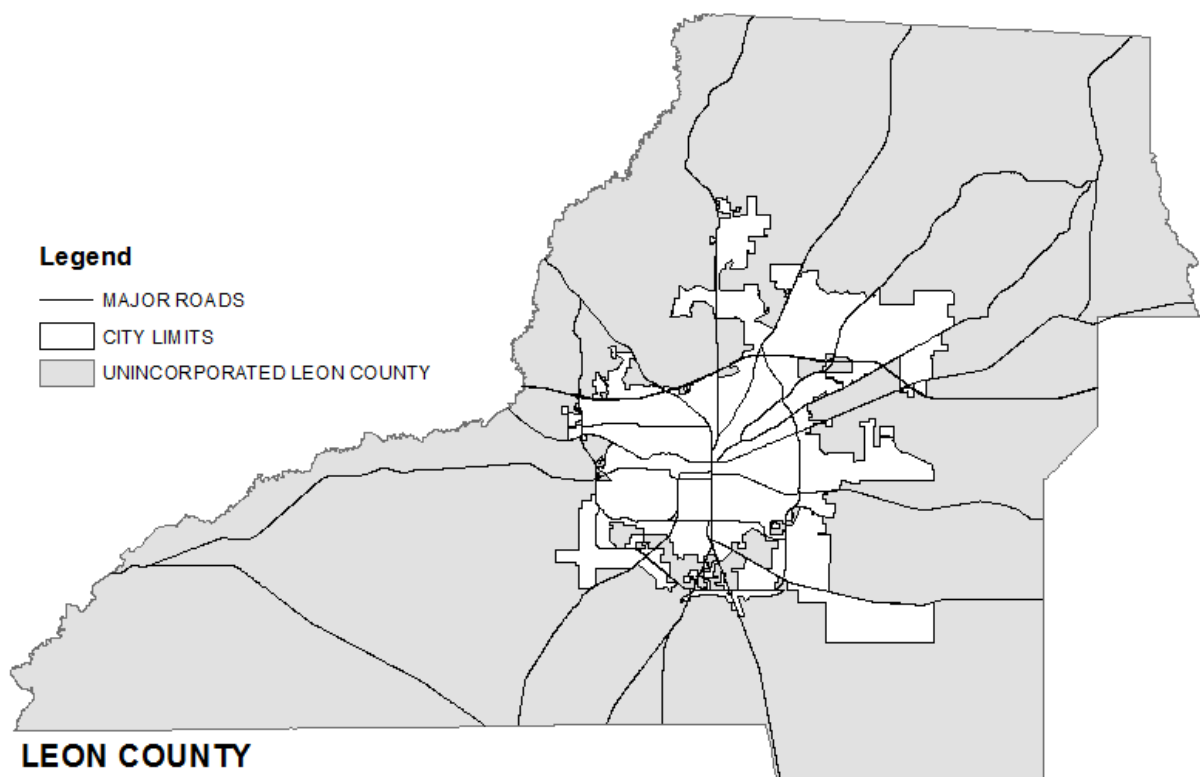 Legend
MAJOR ROADS
CITY LIMITS
UNINCORPORATED LEON COUNTY
LEON COUNTY